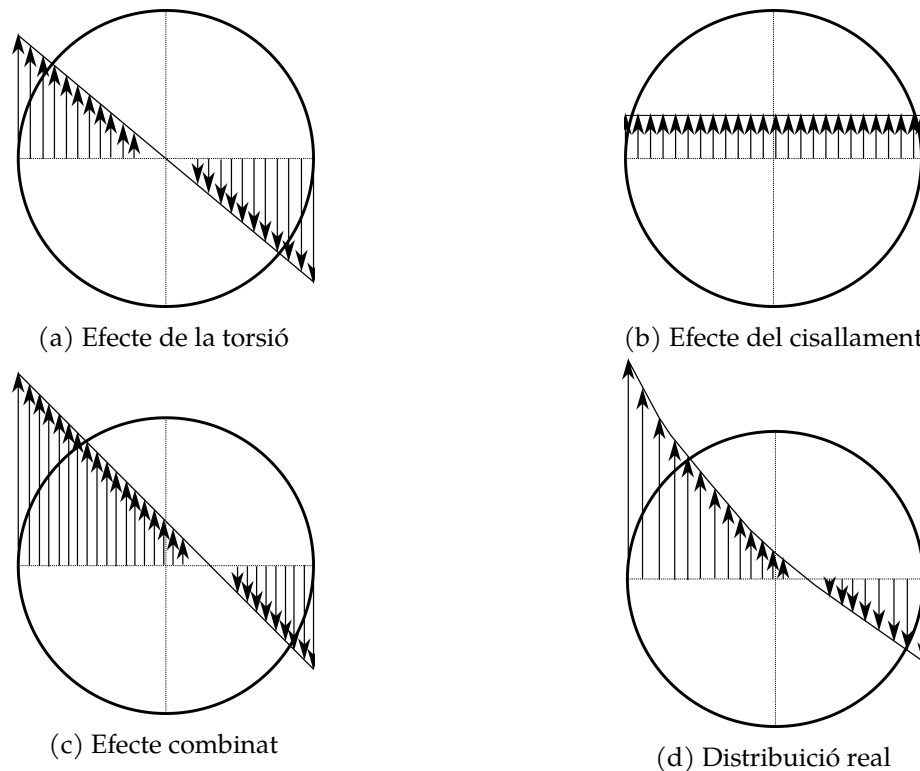 (a) Efecte de la torsió
(b) Efecte del cisallament
(c) Efecte combinat
(d) Distribuició real